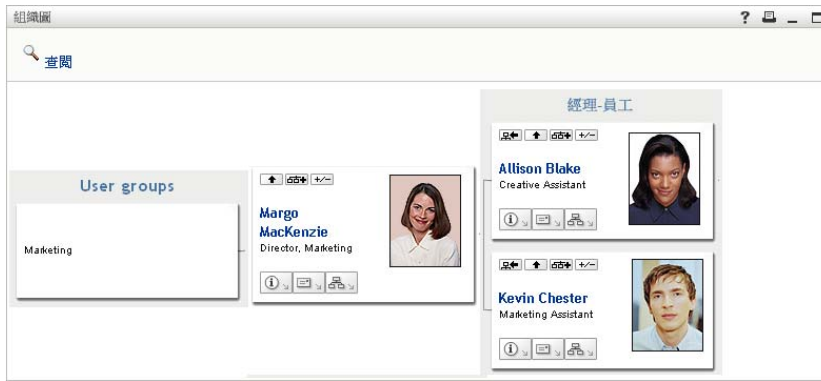 組織圖
?
查閱
User groups
Marketing
+/−
Margo
MacKenzie
Director, Marketing
經理-員工
+/−
Allison Blake
Creative Assistant
+/−
Kevin Chester
Marketing Assistant